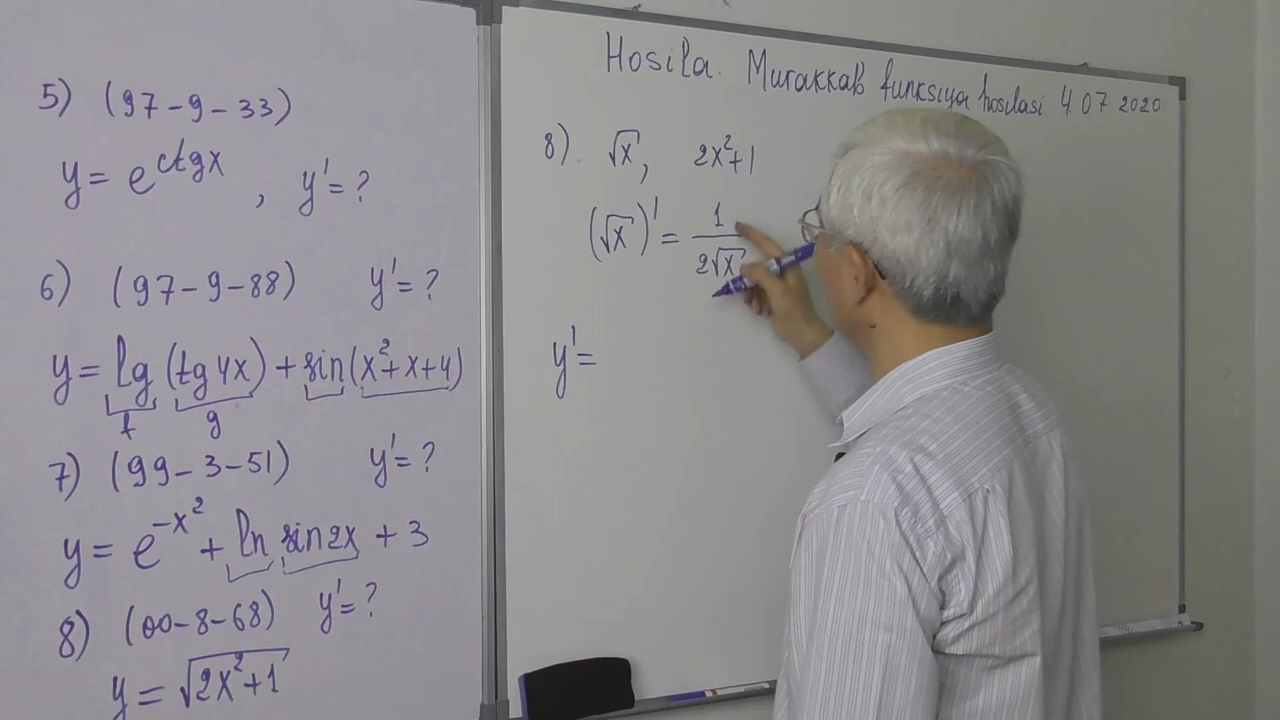 5) (97-9-33)
y = e^ctgx , y' = ?
6) (97-9-88) y' = ?
y = lg (tg4x) + sin (x²+x+4)
f g
7) (99-3-51) y' = ?
y = e^-x² + ln sin2x + 3
8) (00-8-68) y' = ?
y = √2x²+1
Hosila. Murakkab funksiya hosilasi 4.07 2020
8) √x, 2x²+1
(√x)' = 1/2√x
y' =